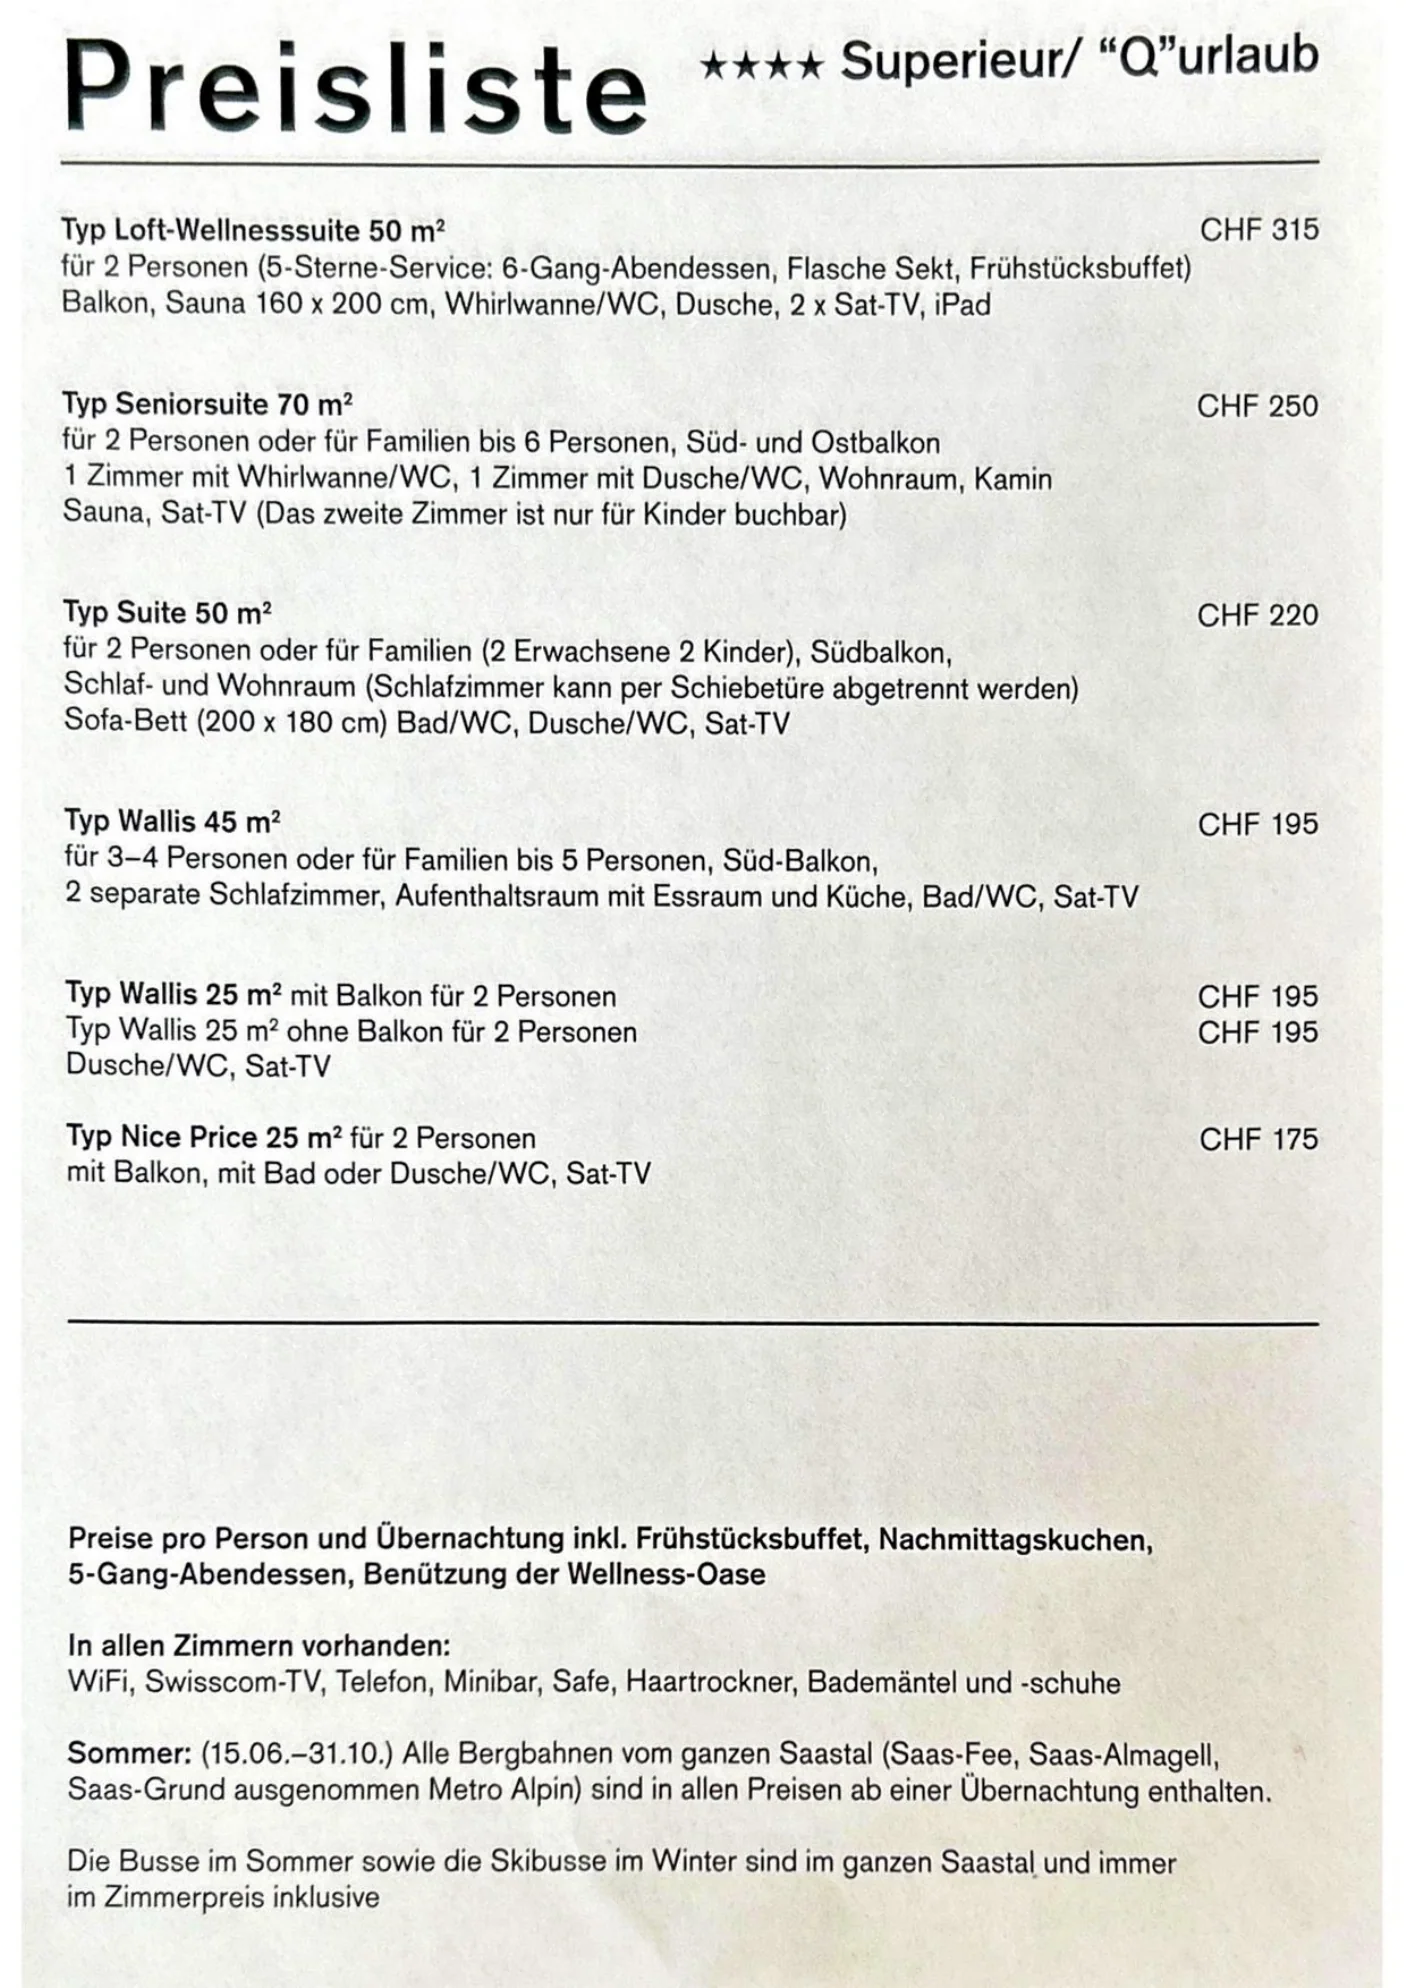 Preisliste ★★★★ Superieur/ “Q”urlaub
Typ Loft-Wellnesssuite 50 m² CHF 315
für 2 Personen (5-Sterne-Service: 6-Gang-Abendessen, Flasche Sekt, Frühstücksbuffet)
Balkon, Sauna 160 x 200 cm, Whirlwanne/WC, Dusche, 2 x Sat-TV, iPad
Typ Seniorsuite 70 m² CHF 250
für 2 Personen oder für Familien bis 6 Personen, Süd- und Ostbalkon
1 Zimmer mit Whirlwanne/WC, 1 Zimmer mit Dusche/WC, Wohnraum, Kamin
Sauna, Sat-TV (Das zweite Zimmer ist nur für Kinder buchbar)
Typ Suite 50 m² CHF 220
für 2 Personen oder für Familien (2 Erwachsene 2 Kinder), Südbalkon,
Schlaf- und Wohnraum (Schlafzimmer kann per Schiebetüre abgetrennt werden)
Sofa-Bett (200 x 180 cm) Bad/WC, Dusche/WC, Sat-TV
Typ Wallis 45 m² CHF 195
für 3–4 Personen oder für Familien bis 5 Personen, Süd-Balkon,
2 separate Schlafzimmer, Aufenthaltsraum mit Essraum und Küche, Bad/WC, Sat-TV
Typ Wallis 25 m² mit Balkon für 2 Personen CHF 195
Typ Wallis 25 m² ohne Balkon für 2 Personen CHF 195
Dusche/WC, Sat-TV
Typ Nice Price 25 m² für 2 Personen CHF 175
mit Balkon, mit Bad oder Dusche/WC, Sat-TV
Preise pro Person und Übernachtung inkl. Frühstücksbuffet, Nachmittagskuchen,
5-Gang-Abendessen, Benützung der Wellness-Oase
In allen Zimmern vorhanden:
WiFi, Swisscom-TV, Telefon, Minibar, Safe, Haartrockner, Bademäntel und -schuhe
Sommer: (15.06.–31.10.) Alle Bergbahnen vom ganzen Saastal (Saas-Fee, Saas-Almagell,
Saas-Grund ausgenommen Metro Alpin) sind in allen Preisen ab einer Übernachtung enthalten.
Die Busse im Sommer sowie die Skibusse im Winter sind im ganzen Saastal und immer
im Zimmerpreis inklusive